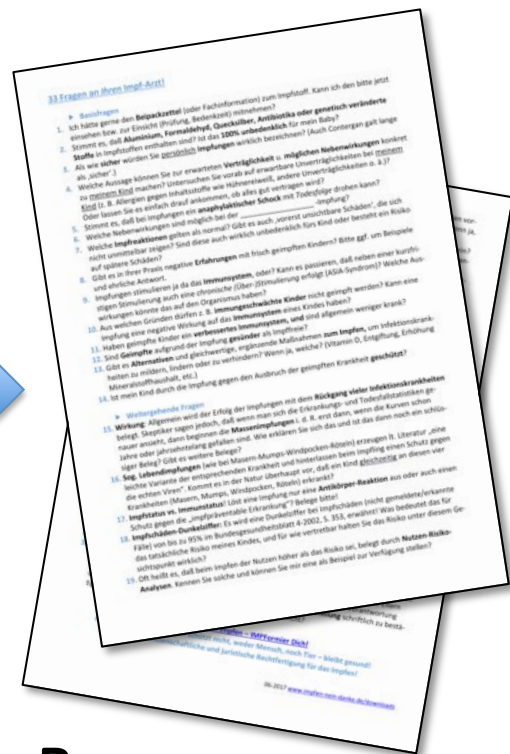 33 Fragen an Ihren Impf-Arzt!
➤ Basisfragen
1. Ich hätte gerne den Beipackzettel (oder Fachinformation) zum Impfstoff. Kann ich den bitte jetzt
einsehen bzw. zur Einsicht (Prüfung, Bedenkzeit) mitnehmen?
2. Stimmt es, daß Aluminium, Formaldehyd, Quecksilber, Antibiotika oder genetisch veränderte
Stoffe in Impfstoffen enthalten sind? Ist das 100% unbedenklich für mein Baby?
3. Als wie sicher würden Sie persönlich Impfungen wirklich bezeichnen? (Auch Contergan galt lange
als „sicher'.)
4. Welche Aussage können Sie zur erwarteten Verträglichkeit u. möglichen Nebenwirkungen konkret
zu meinem Kind machen? Untersuchen Sie vorab auf erwartbare Unverträglichkeiten bei meinem
Kind (z. B. Allergien gegen Inhaltsstoffe wie Hühnereiweiß, andere Unverträglichkeiten o. ä.)?
Oder lassen Sie es einfach drauf ankommen, ob alles gut vertragen wird?
5. Stimmt es, daß bei Impfungen ein anaphylaktischer Schock mit Todesfolge drohen kann?
6. Welche Nebenwirkungen sind möglich bei der ____________________ -Impfung?
7. Welche Impfreaktionen gelten als normal? Gibt es auch ‚vorerst unsichtbare Schäden', die sich
nicht unmittelbar zeigen? Sind diese auch wirklich unbedenklich fürs Kind oder besteht ein Risiko
auf spätere Schäden?
8. Gibt es in Ihrer Praxis negative Erfahrungen mit frisch geimpften Kindern? Bitte ggf. um Beispiele
und ehrliche Antwort.
9. Impfungen stimulieren ja das Immunsystem, oder? Kann es passieren, daß neben einer kurzfri-
stigen Stimulierung auch eine chronische (Über-)Stimulierung erfolgt (ASIA-Syndrom)? Welche Aus-
wirkungen könnte das auf den Organismus haben?
10. Aus welchen Gründen dürfen z. B. immungeschwächte Kinder nicht geimpft werden? Kann eine
Impfung eine negative Wirkung auf das Immunsystem eines Kindes haben?
11. Haben geimpfte Kinder ein verbessertes Immunsystem, und sind allgemein weniger krank?
12. Sind Geimpfte aufgrund der Impfung gesünder als Impffreie?
13. Gibt es Alternativen und gleichwertige, ergänzende Maßnahmen zum Impfen, um Infektionskrank-
heiten zu mildern, lindern oder zu verhindern? Wenn ja, welche? (Vitamin D, Entgiftung, Erhöhung
Mineralstoffhaushalt, etc.)
14. Ist mein Kind durch die Impfung gegen den Ausbruch der geimpften Krankheit geschützt?
➤ Weitergehende Fragen
15. Wirkung: Allgemein wird der Erfolg der Impfungen mit dem Rückgang vieler Infektionskrankheiten
belegt. Skeptiker sagen jedoch, daß wenn man sich die Erkrankungs- und Todesfallstatistiken ge-
nauer ansieht, dann beginnen die Massenimpfungen i. d. R. erst dann, wenn die Kurven schon
Jahre oder jahrzehntelang gefallen sind. Wie erklären Sie sich das und ist das dann noch ein schlüs-
siger Beleg? Gibt es weitere Belege?
16. Sog. Lebendimpfungen (wie bei Masern-Mumps-Windpocken-Röteln) erzeugen lt. Literatur „eine
leichte Variante der entsprechenden Krankheit und hinterlassen beim Impfling einen Schutz gegen
die echten Viren". Kommt es in der Natur überhaupt vor, daß ein Kind gleichzeitig an diesen vier
Krankheiten (Masern, Mumps, Windpocken, Röteln) erkrankt?
17. Impfstatus vs. Immunstatus! Löst eine Impfung nur eine Antikörper-Reaktion aus oder auch einen
Schutz gegen die „impfpräventable Erkrankung"? Belege bitte!
18. Impfschäden-Dunkelziffer: Es wird eine Dunkelziffer bei Impfschäden (nicht gemeldete/erkannte
Fälle) von bis zu 95% im Bundesgesundheitsblatt 4-2002, S. 353, erwähnt! Was bedeutet das für
das tatsächliche Risiko meines Kindes, und für wie vertretbar halten Sie das Risiko unter diesem Ge-
sichtspunkt wirklich?
19. Oft heißt es, daß beim Impfen der Nutzen höher als das Risiko sei, belegt durch Nutzen-Risiko-
Analysen. Kennen Sie solche und können Sie mir eine als Beispiel zur Verfügung stellen?
schriftlich zu bestä-
– IMPFormier Dich!
nicht, weder Mensch, noch Tier – bleibt gesund!
und juristische Rechtfertigung für das Impfen!
06-2017 www.impfen-nein-danke.de/downloads